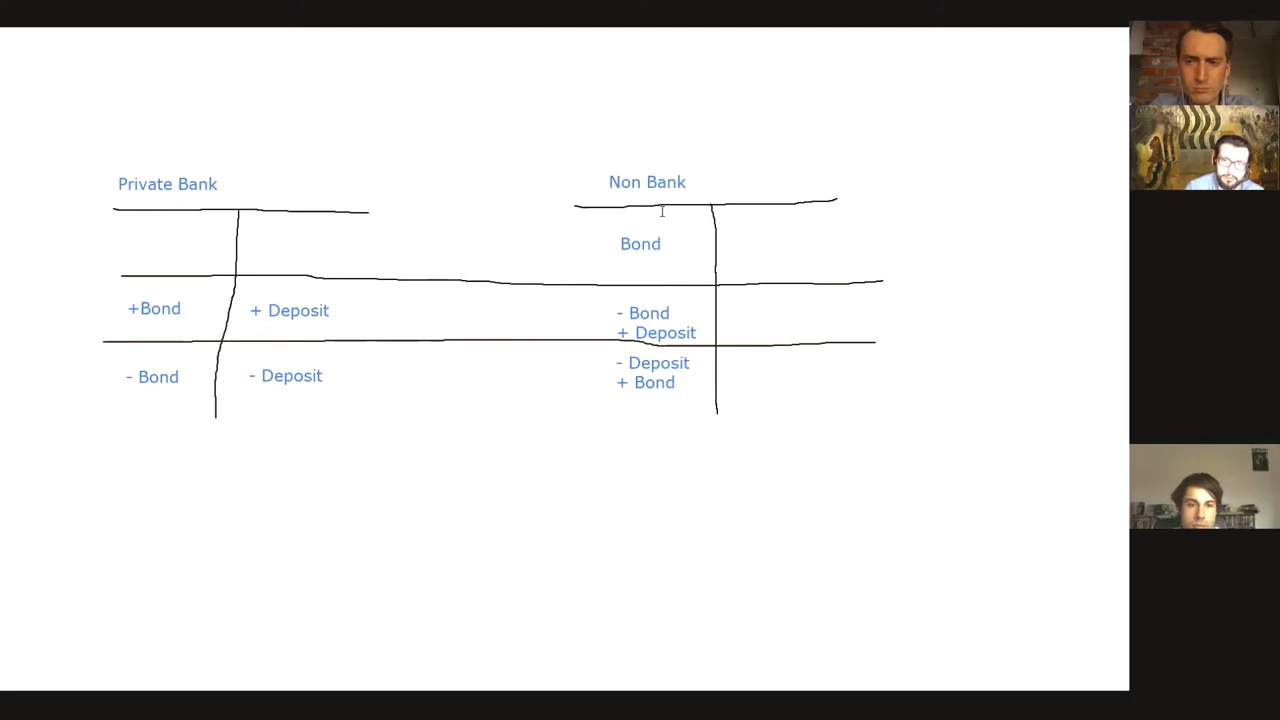 Private Bank
Non Bank
Bond
+Bond
+ Deposit
- Bond
+ Deposit
- Bond
- Deposit
- Deposit
+ Bond